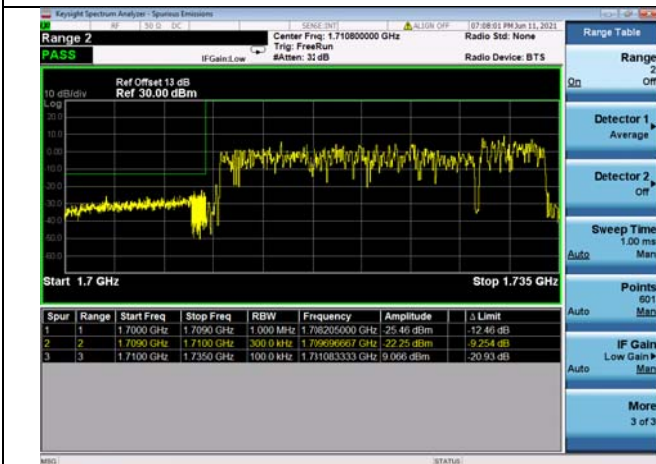 Keysight Spectrum Analyzer - Spurious Emissions
RF 50 Ω DC SENSE:INT ALIGN OFF 07:08:01 PM Jun 11, 2021
Range 2 Center Freq: 1.710800000 GHz Radio Std: None Range Table
Trig: FreeRun
PASS IFGain:Low #Atten: 32 dB Radio Device: BTS
Ref Offset 13 dB
10 dB/div Ref 30.00 dBm
Log
20.0
10.0
0.00
-10.0
-20.0
-30.0
-40.0
-50.0
-60.0
Start 1.7 GHz Stop 1.735 GHz
Spur Range Start Freq Stop Freq RBW Frequency Amplitude Δ Limit
1 1 1.7000 GHz 1.7090 GHz 1.000 MHz 1.708205000 GHz -25.46 dBm -12.46 dB
2 2 1.7090 GHz 1.7100 GHz 300.0 kHz 1.709696667 GHz -22.25 dBm -9.254 dB
3 3 1.7100 GHz 1.7350 GHz 100.0 kHz 1.731083333 GHz 9.066 dBm -20.93 dB
Range
2
On Off
Detector 1
Average
Detector 2
Off
Sweep Time
1.00 ms
Auto Man
Points
601
Auto Man
IF Gain
Low Gain
Auto Man
More
3 of 3
MSG STATUS